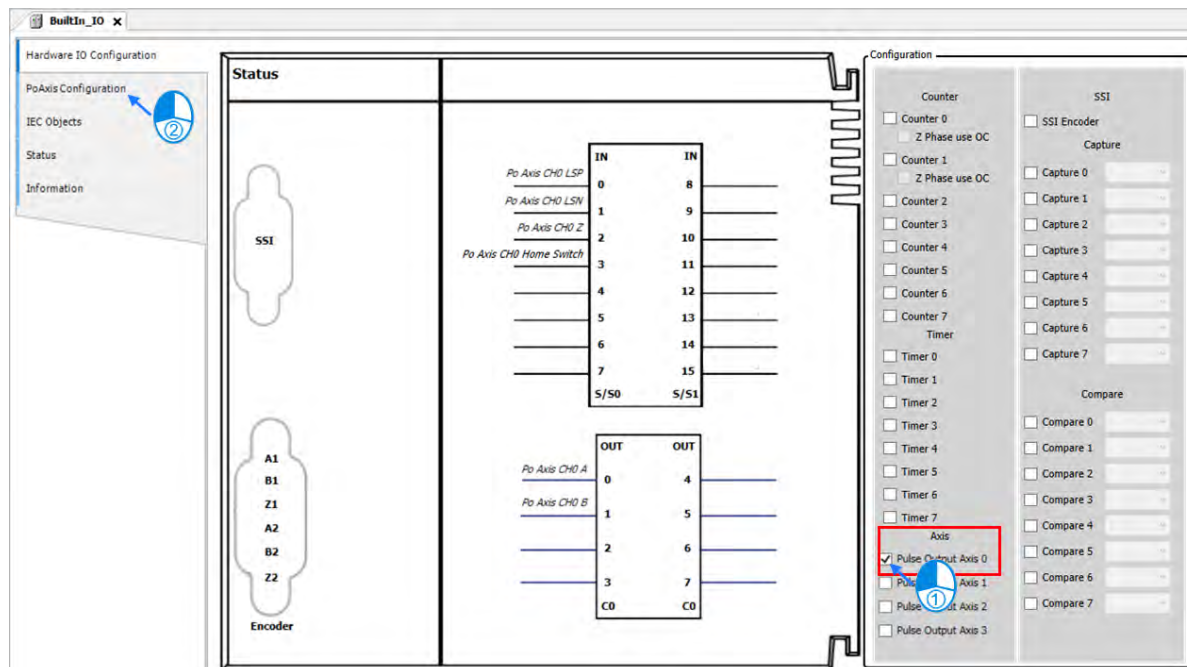 BuiltIn_IO x
Hardware IO Configuration
PoAxis Configuration
②
IEC Objects
Status
Information
Status
SSI
A1
B1
Z1
A2
B2
Z2
Encoder
IN IN
Po Axis CH0 LSP 0 8
Po Axis CH0 LSN 1 9
Po Axis CH0 Z 2 10
Po Axis CH0 Home Switch 3 11
4 12
5 13
6 14
7 15
S/S0 S/S1
OUT OUT
Po Axis CH0 A 0 4
Po Axis CH0 B 1 5
2 6
3 7
C0 C0
Configuration
Counter
Counter 0
Z Phase use OC
Counter 1
Z Phase use OC
Counter 2
Counter 3
Counter 4
Counter 5
Counter 6
Counter 7
Timer
Timer 0
Timer 1
Timer 2
Timer 3
Timer 4
Timer 5
Timer 6
Timer 7
Axis
Pulse Output Axis 0
Axis 1
①
Pulse Axis 2
Pulse Output Axis 3
SSI
SSI Encoder
Capture
Capture 0
Capture 1
Capture 2
Capture 3
Capture 4
Capture 5
Capture 6
Capture 7
Compare
Compare 0
Compare 1
Compare 2
Compare 3
Compare 4
Compare 5
Compare 6
Compare 7